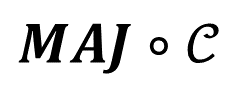 𝑴𝑨𝑱 ∘ 𝒞